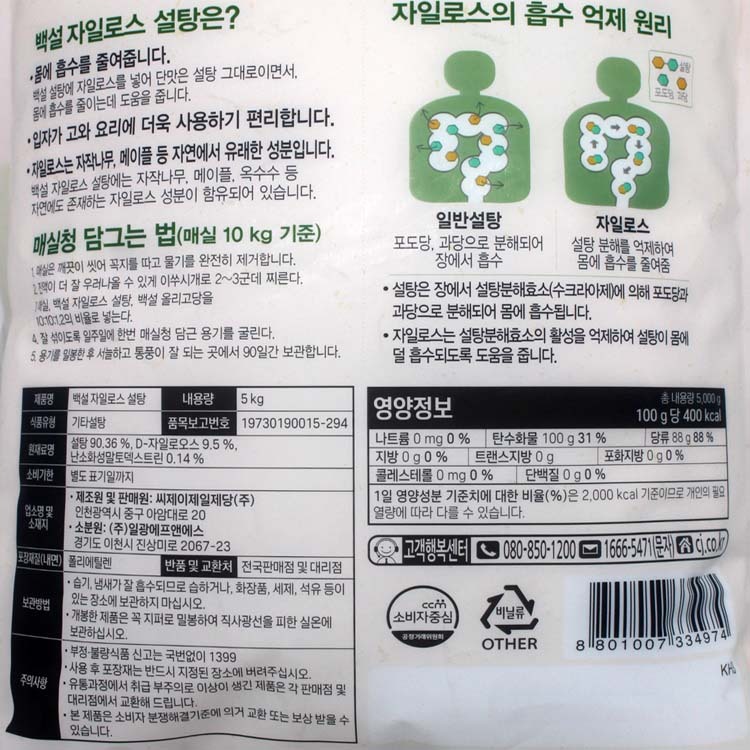 백설 자일로스 설탕은?
• 몸에 흡수를 줄여줍니다.
백설 설탕에 자일로스를 넣어 단맛은 설탕 그대로이면서,
몸에 흡수를 줄이는데 도움을 줍니다.
• 입자가 고와 요리에 더욱 사용하기 편리합니다.
• 자일로스는 자작나무, 메이플 등 자연에서 유래한 성분입니다.
백설 자일로스 설탕에는 자작나무, 메이플, 옥수수 등
자연에도 존재하는 자일로스 성분이 함유되어 있습니다.
매실청 담그는 법(매실 10 kg 기준)
1. 매실은 깨끗이 씻어 꼭지를 따고 물기를 완전히 제거합니다.
2. 진액이 더 잘 우러나올 수 있게 이쑤시개로 2~3군데 찌른다.
매실, 백설 자일로스 설탕, 백설 올리고당을
10:10:1.2의 비율로 넣는다.
4. 잘 섞이도록 일주일에 한번 매실청 담근 용기를 굴린다.
5. 용기를 밀봉한 후 서늘하고 통풍이 잘 되는 곳에서 90일간 보관합니다.
자일로스의 흡수 억제 원리
설탕
포도당, 과당
일반설탕
포도당, 과당으로 분해되어
장에서 흡수
자일로스
설탕 분해를 억제하여
몸에 흡수를 줄여줌
• 설탕은 장에서 설탕분해효소(수크라아제)에 의해 포도당과
과당으로 분해되어 몸에 흡수됩니다.
• 자일로스는 설탕분해효소의 활성을 억제하여 설탕이 몸에
덜 흡수되도록 도움을 줍니다.
제품명 백설 자일로스 설탕 내용량 5 kg
식품유형 기타설탕 품목보고번호 19730190015-294
원재료명 설탕 90.36 %, D-자일로오스 9.5 %,
난소화성말토덱스트린 0.14 %
소비기한 별도 표기일까지
업소명 및
소재지
• 제조원 및 판매원: 씨제이제일제당(주)
인천광역시 중구 아암대로 20
• 소분원: (주)일광에프앤에스
경기도 이천시 진상미로 2067-23
포장재질(내면) 폴리에틸렌 반품 및 교환처 전국판매점 및 대리점
보관방법
• 습기, 냄새가 잘 흡수되므로 습하거나, 화장품, 세제, 석유 등이
있는 장소에 보관하지 마십시오.
• 개봉한 제품은 꼭 지퍼로 밀봉하여 직사광선을 피한 실온에
보관하십시오.
주의사항
• 부정·불량식품 신고는 국번없이 1399
• 사용 후 포장재는 반드시 지정된 장소에 버려주십시오.
• 유통과정에서 취급 부주의로 이상이 생긴 제품은 각 판매점 및
대리점에서 교환해 드립니다.
• 본 제품은 소비자 분쟁해결기준에 의거 교환 또는 보상 받을 수
있습니다.
영양정보 총 내용량 5,000 g
100 g 당 400 kcal
나트륨 0 mg 0 % 탄수화물 100 g 31 % 당류 88 g 88 %
지방 0 g 0 % 트랜스지방 0 g 포화지방 0 g 0 %
콜레스테롤 0 mg 0 % 단백질 0 g 0 %
1일 영양성분 기준치에 대한 비율(%)은 2,000 kcal 기준이므로 개인의 필요
열량에 따라 다를 수 있습니다.
고객행복센터 080-850-1200 1666-5471(문자) cj.co.kr
ccm
소비자중심
공정거래위원회
비닐류
OTHER
8 801007 334974